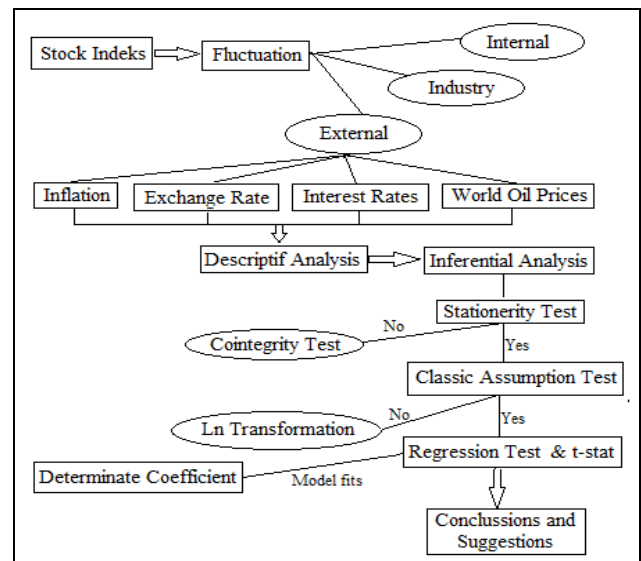 Stock Indeks
Fluctuation
Internal
Industry
External
Inflation
Exchange Rate
Interest Rates
World Oil Prices
Descriptif Analysis
Inferential Analysis
Stationerity Test
No
Cointegrity Test
Yes
Classic Assumption Test
No
Ln Transformation
Yes
Regression Test & t-stat
Determinate Coefficient
Model fits
Conclussions and
Suggestions